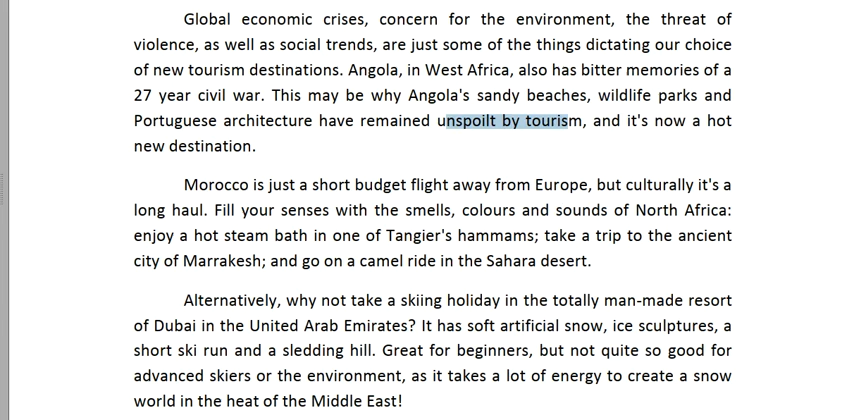 Global economic crises, concern for the environment, the threat of
violence, as well as social trends, are just some of the things dictating our choice
of new tourism destinations. Angola, in West Africa, also has bitter memories of a
27 year civil war. This may be why Angola's sandy beaches, wildlife parks and
Portuguese architecture have remained unspoilt by tourism, and it's now a hot
new destination.
Morocco is just a short budget flight away from Europe, but culturally it's a
long haul. Fill your senses with the smells, colours and sounds of North Africa:
enjoy a hot steam bath in one of Tangier's hammams; take a trip to the ancient
city of Marrakesh; and go on a camel ride in the Sahara desert.
Alternatively, why not take a skiing holiday in the totally man-made resort
of Dubai in the United Arab Emirates? It has soft artificial snow, ice sculptures, a
short ski run and a sledding hill. Great for beginners, but not quite so good for
advanced skiers or the environment, as it takes a lot of energy to create a snow
world in the heat of the Middle East!